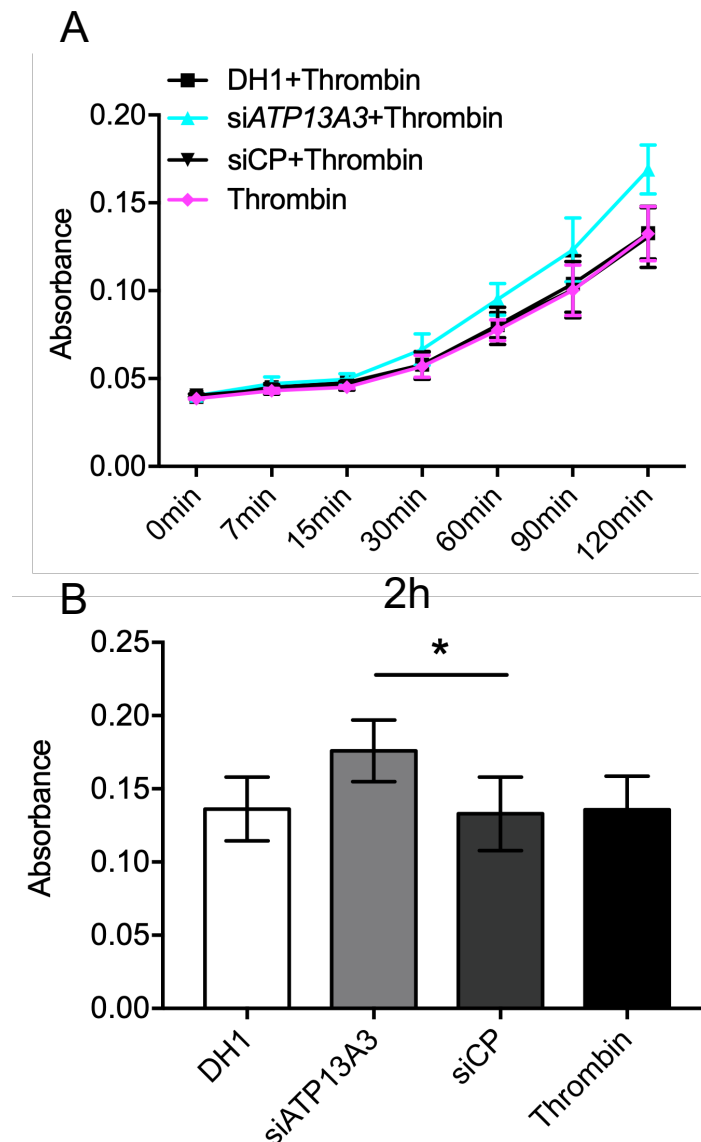 A
DH1+Thrombin
siATP13A3+Thrombin
siCP+Thrombin
Thrombin
0.20
0.15
0.10
0.05
0.00
Absorbance
0min
7min
15min
30min
60min
90min
120min
B
2h
0.25
0.20
0.15
0.10
0.05
0.00
Absorbance
*
DH1
siATP13A3
siCP
Thrombin